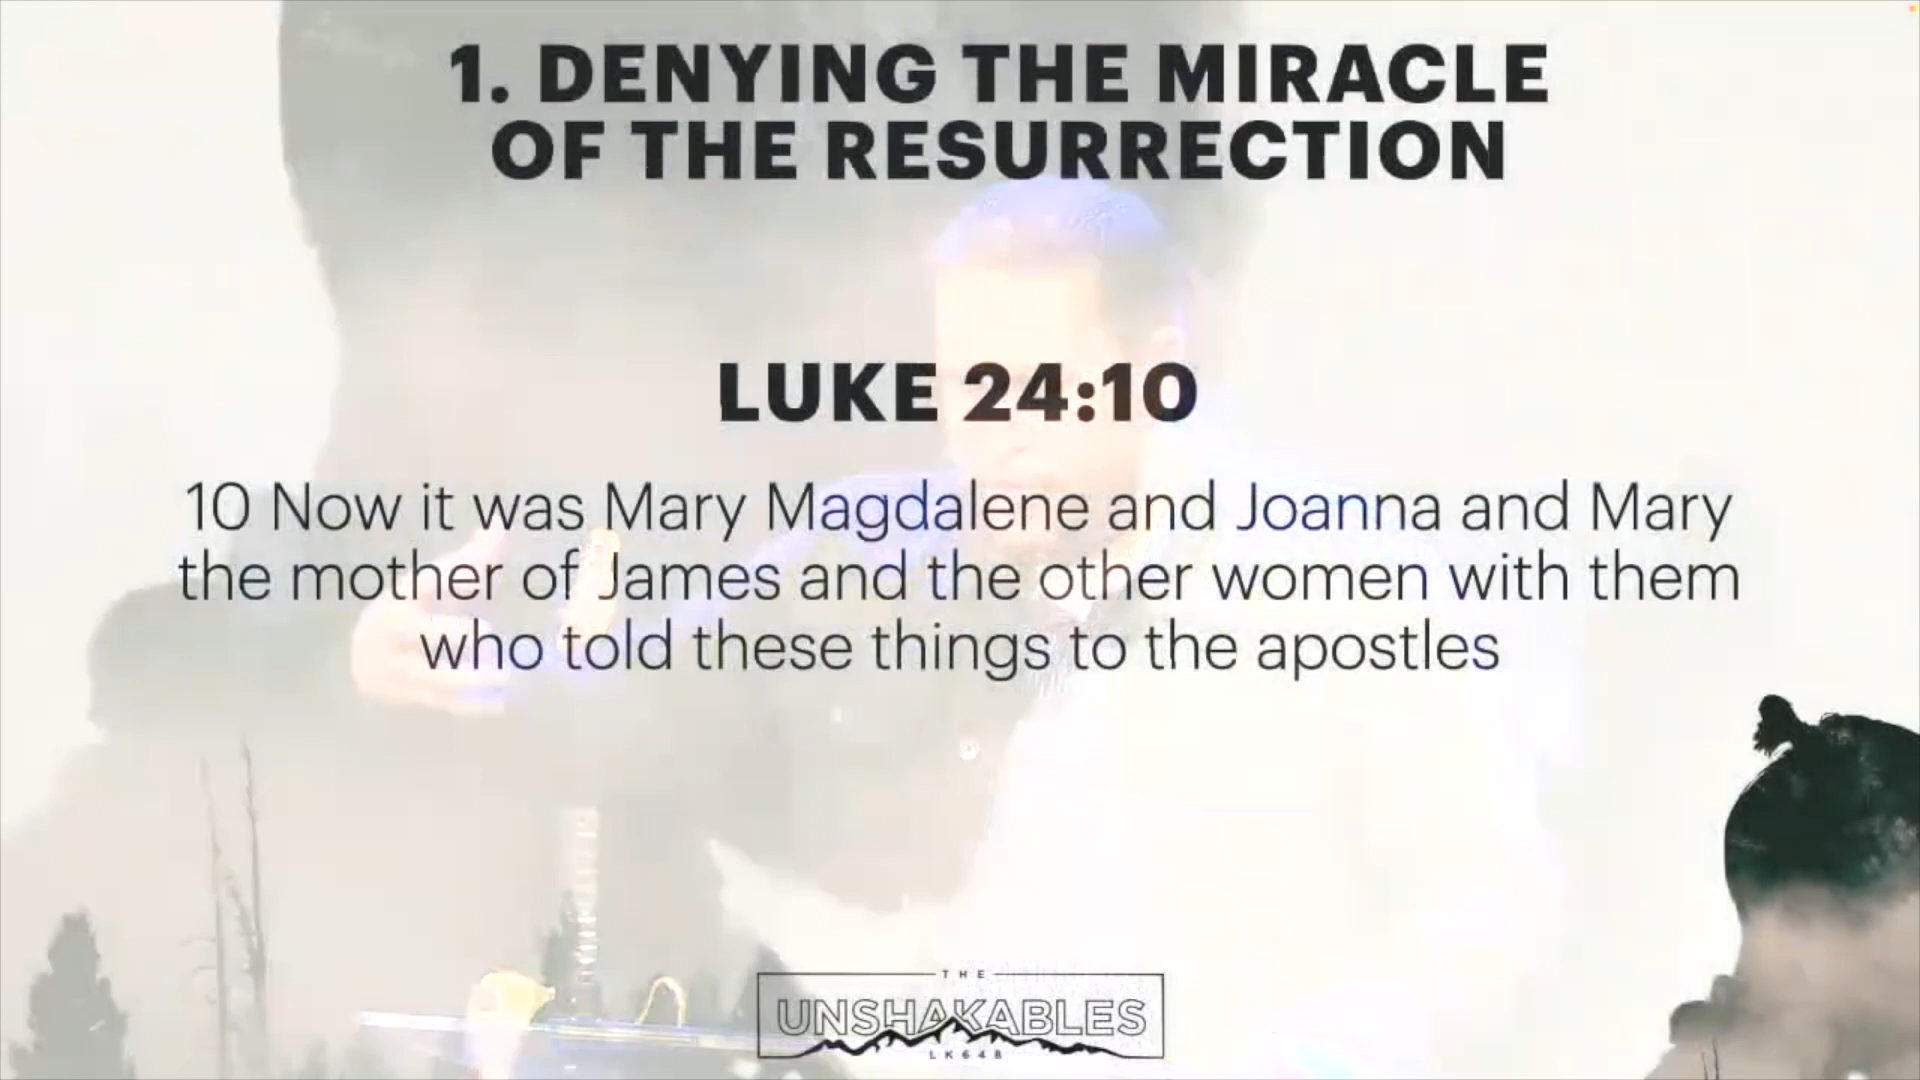 1. DENYING THE MIRACLE
OF THE RESURRECTION
LUKE 24:10
10 Now it was Mary Magdalene and Joanna and Mary
the mother of James and the other women with them
who told these things to the apostles
THE
UNSHAKABLES
LK648